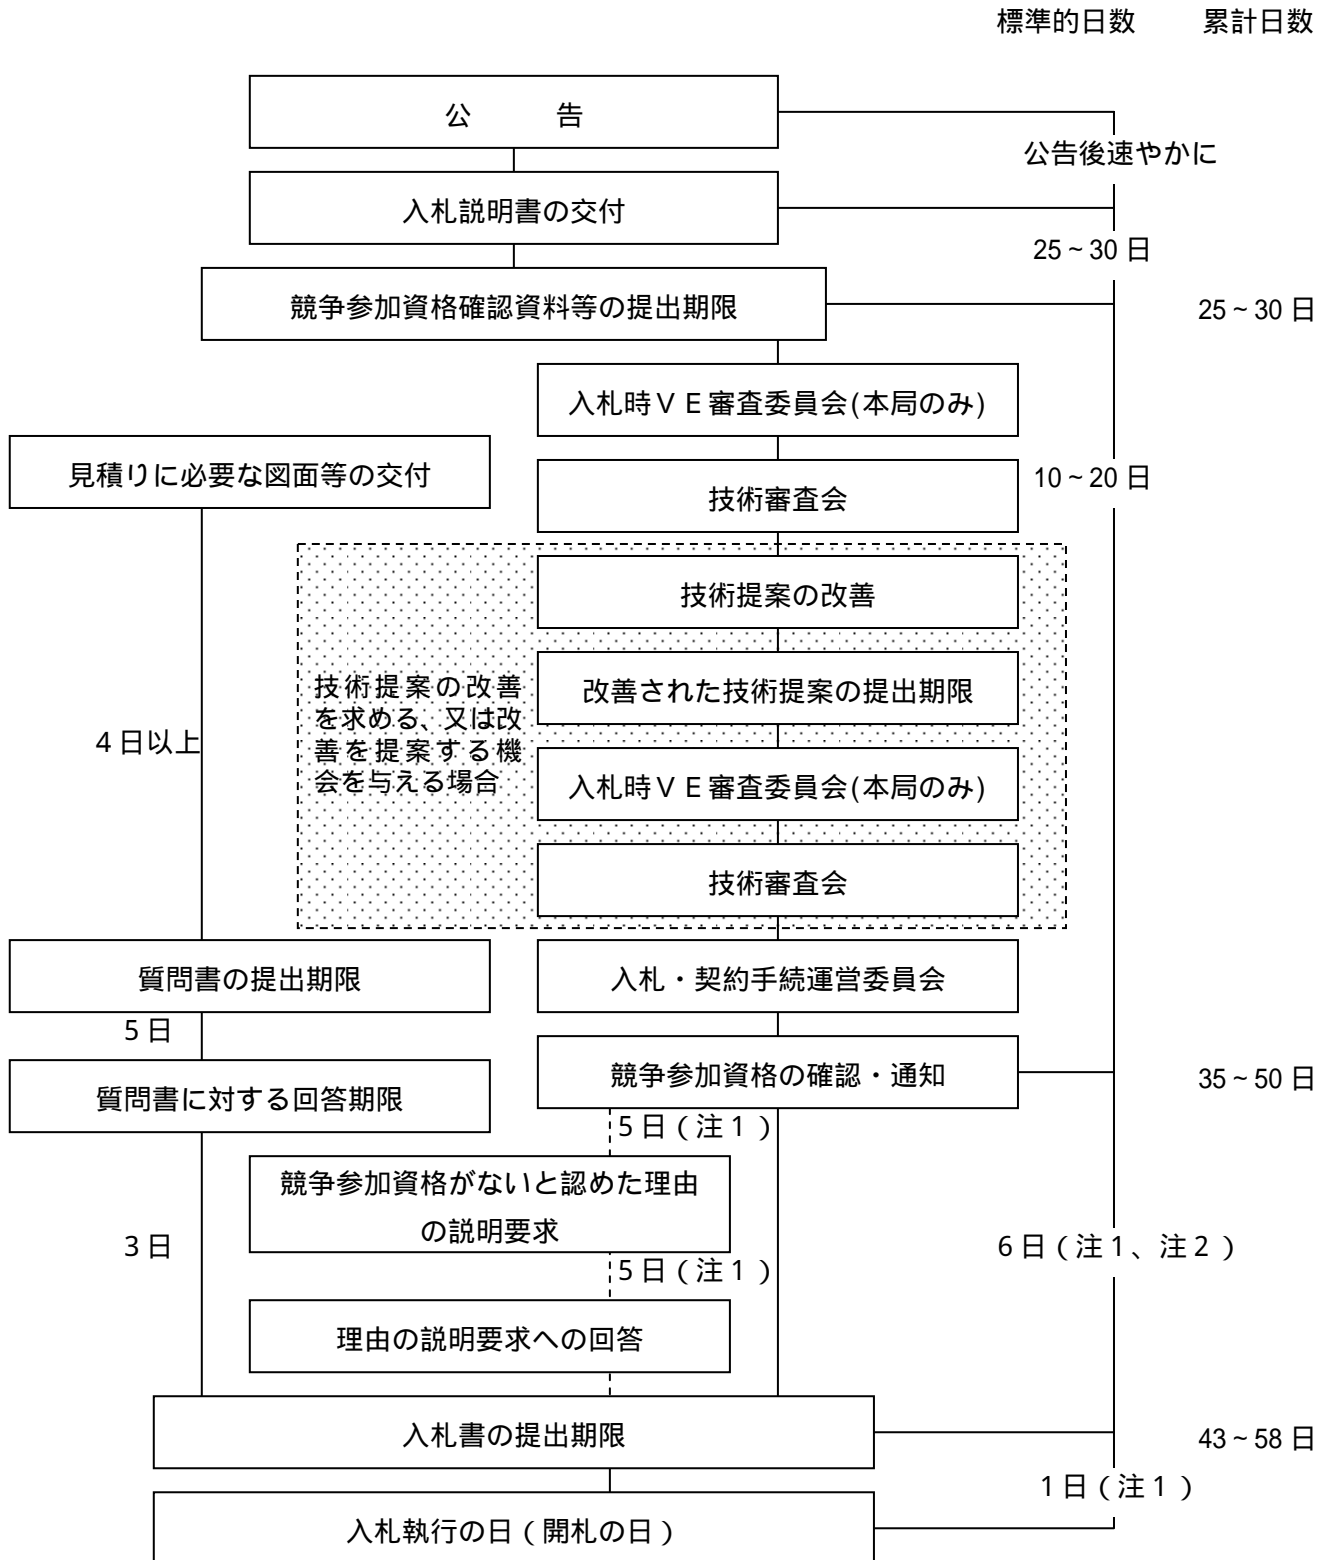 標準的日数 累計日数
公 告
公告後速やかに
入札説明書の交付
25~30日
競争参加資格確認資料等の提出期限
25~30日
入札時VE審査委員会(本局のみ)
見積りに必要な図面等の交付
10~20日
技術審査会
技術提案の改善
技術提案の改善
を求める、又は改
善を提案する機
会を与える場合
改善された技術提案の提出期限
4日以上
入札時VE審査委員会(本局のみ)
技術審査会
質問書の提出期限
入札・契約手続運営委員会
5日
競争参加資格の確認・通知
35~50日
質問書に対する回答期限
5日(注1)
競争参加資格がないと認めた理由
の説明要求
3日
6日(注1、注2)
5日(注1)
理由の説明要求への回答
入札書の提出期限
43~58日
1日(注1)
入札執行の日(開札の日)